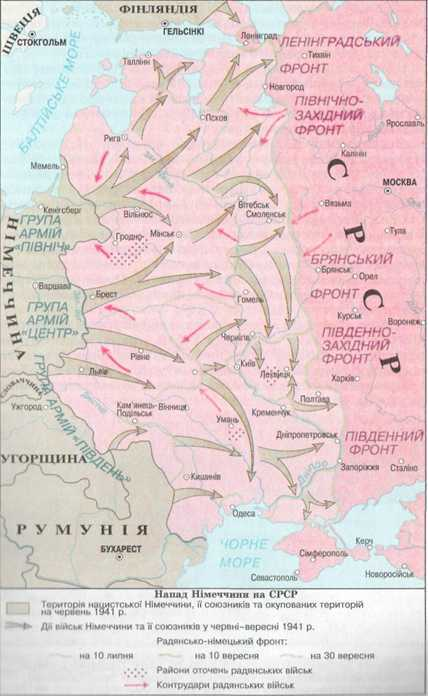 ФІНЛЯНДІЯ
ШВЕЦІЯ
СТОКГОЛЬМ
ГЕЛЬСІНКІ
Ленінград
ЛЕНІНГРАДСЬКИЙ
ФРОНТ
Таллінн
Тихвін
Новгород
БАЛТІЙСЬКЕ МОРЕ
ПІВНІЧНО-
ЗАХІДНИЙ
ФРОНТ
Псков
Рига
Ярославль
Калінін
Мемель
МОСКВА
С Р С Р
Кенігсберг
Вільнюс
Вітебськ
Смоленськ
Вязьма
НІМЕЧЧИНА
ГРУПА
АРМІЙ
«ПІВНІЧ»
Гродно
Мінськ
Тула
БРЯНСЬКИЙ
Брянськ
Орел
ФРОНТ
Варшава
Брест
Гомель
Курськ
Воронеж
ГРУПА
АРМІЙ
«ЦЕНТР»
ПІВДЕННО-
ЗАХІДНИЙ
ФРОНТ
Чернігів
Рівне
Київ
Лохвиця
Львів
Харків
Полтава
СЛОВАЧЧИНА
Ужгород
ГРУПА АРМІЙ «ПІВДЕНЬ»
Кам'янець-
Подільськ
Вінниця
Умань
Кременчук
Дніпропетровськ
ПІВДЕННИЙ
ФРОНТ
УГОРЩИНА
Дніпро
Запоріжжя
Сталіно
Кишинів
Одеса
РУМУНІЯ
БУХАРЕСТ
ЧОРНЕ
МОРЕ
Сімферополь
Керч
Севастополь
Новоросійськ
Напад Німеччини на СРСР
Територія нацистської Німеччини, її союзників та окупованих територій
на червень 1941 р.
Дії військ Німеччини та її союзників у червні–вересні 1941 р.
Радянсько-німецький фронт:
на 10 липня
на 10 вересня
на 30 вересня
Райони оточень радянських військ
Контрудари радянських військ